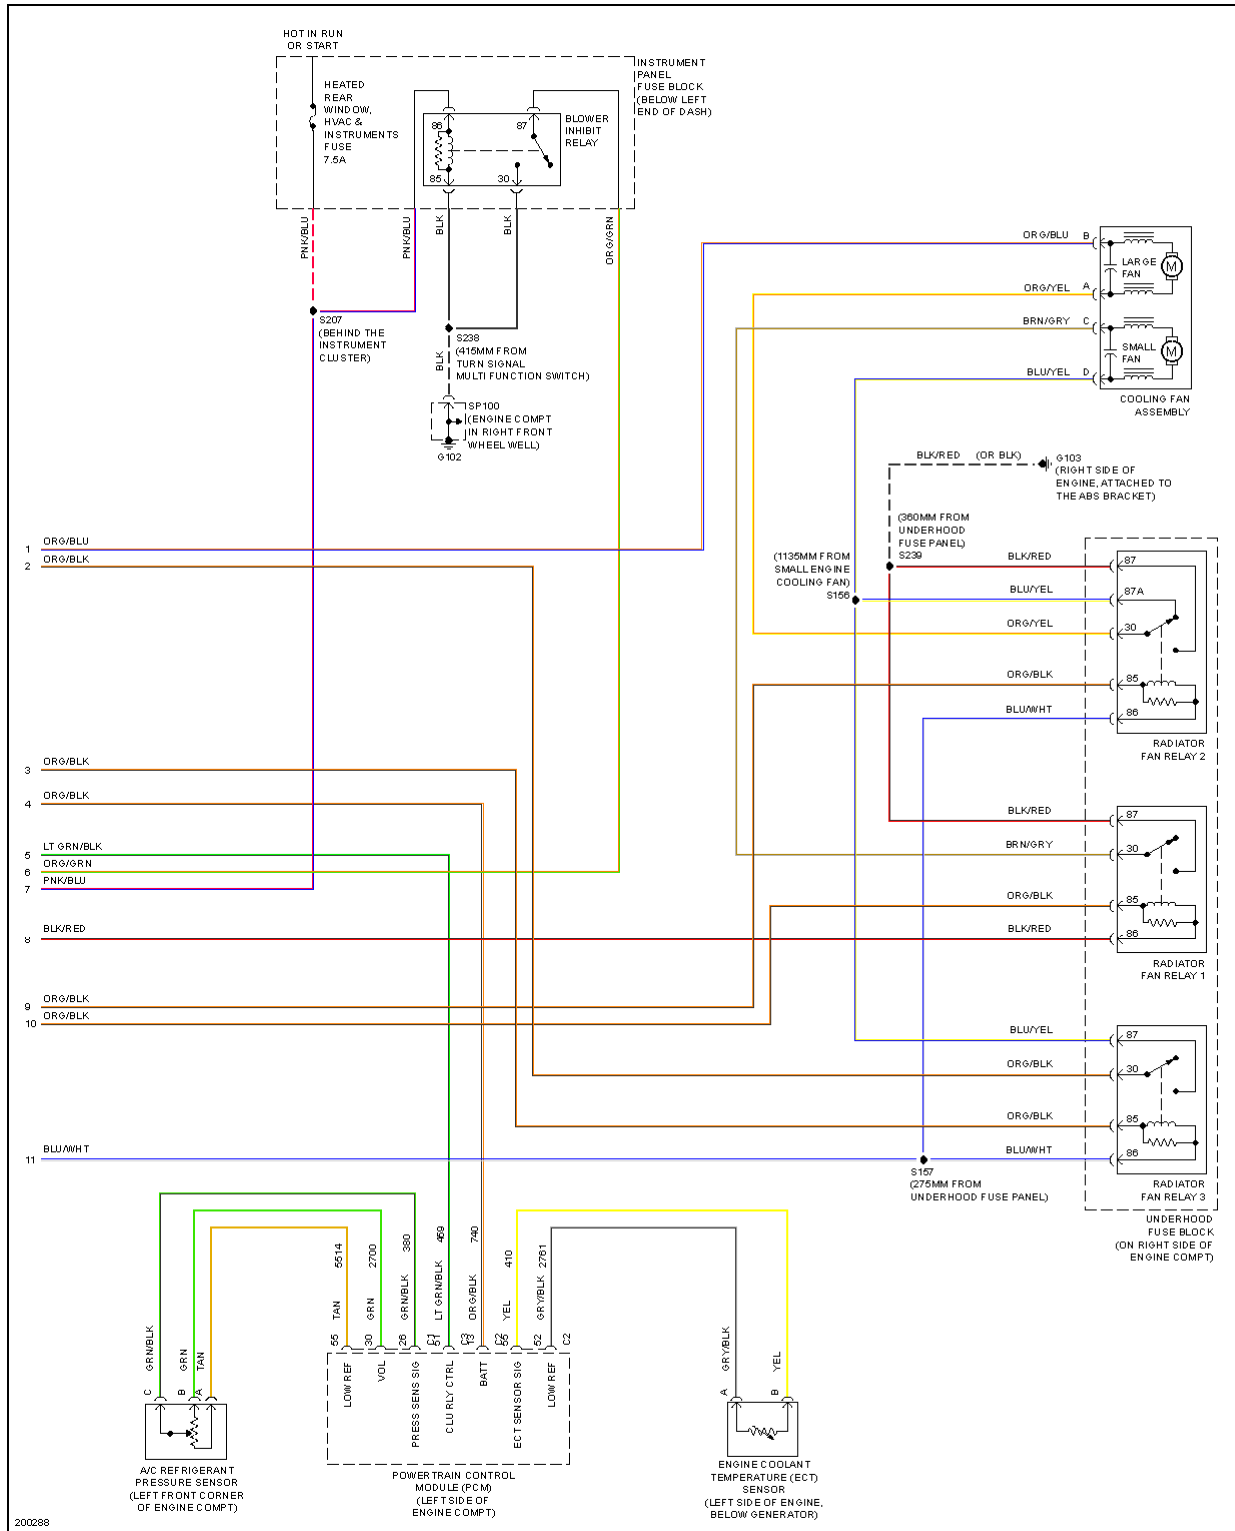 HOT IN RUN
OR START
HEATED
REAR
WINDOW,
HVAC &
INSTRUMENTS
FUSE
7.5A
86
87
85
30
BLOWER
INHIBIT
RELAY
INSTRUMENT
PANEL
FUSE BLOCK
(BELOW LEFT
END OF DASH)
PNK/BLU
PNK/BLU
BLK
BLK
ORG/GRN
S207
(BEHIND THE
INSTRUMENT
CLUSTER)
S238
(415MM FROM
TURN SIGNAL
MULTI FUNCTION SWITCH)
BLK
SP100
(ENGINE COMPT
IN RIGHT FRONT
WHEEL WELL)
G102
ORG/BLU B
ORG/YEL A
BRN/GRY C
BLU/YEL D
LARGE
FAN
M
SMALL
FAN
M
COOLING FAN
ASSEMBLY
BLK/RED (OR BLK)
G103
(RIGHT SIDE OF
ENGINE, ATTACHED TO
THE ABS BRACKET)
(360MM FROM
UNDERHOOD
FUSE PANEL)
S239
(1135MM FROM
SMALL ENGINE
COOLING FAN)
S156
BLK/RED 87
BLU/YEL 87A
ORG/YEL 30
ORG/BLK 85
BLU/WHT 86
RADIATOR
FAN RELAY 2
BLK/RED 87
BRN/GRY 30
ORG/BLK 85
BLK/RED 86
RADIATOR
FAN RELAY 1
BLU/YEL 87
ORG/BLK 30
ORG/BLK 85
BLU/WHT 86
RADIATOR
FAN RELAY 3
S157
(275MM FROM
UNDERHOOD FUSE PANEL)
UNDERHOOD
FUSE BLOCK
(ON RIGHT SIDE OF
ENGINE COMPT)
1 ORG/BLU
2 ORG/BLK
3 ORG/BLK
4 ORG/BLK
5 LT GRN/BLK
6 ORG/GRN
7 PNK/BLU
8 BLK/RED
9 ORG/BLK
10 ORG/BLK
11 BLU/WHT
C GRN/BLK
B GRN
A TAN
A/C REFRIGERANT
PRESSURE SENSOR
(LEFT FRONT CORNER
OF ENGINE COMPT)
55 TAN 5514
30 GRN 2700
26 GRN/BLK 380
C1
51 LT GRN/BLK 459
C3
13 ORG/BLK 740
C2
YEL 410
52 GRY/BLK 2761
C2
LOW REF
VOL
PRESS SENS SIG
CLU RLY CTRL
BATT
ECT SENSOR SIG
LOW REF
POWERTRAIN CONTROL
MODULE (PCM)
(LEFT SIDE OF
ENGINE COMPT)
A GRY/BLK
B YEL
ENGINE COOLANT
TEMPERATURE (ECT)
SENSOR
(LEFT SIDE OF ENGINE,
BELOW GENERATOR)
200288